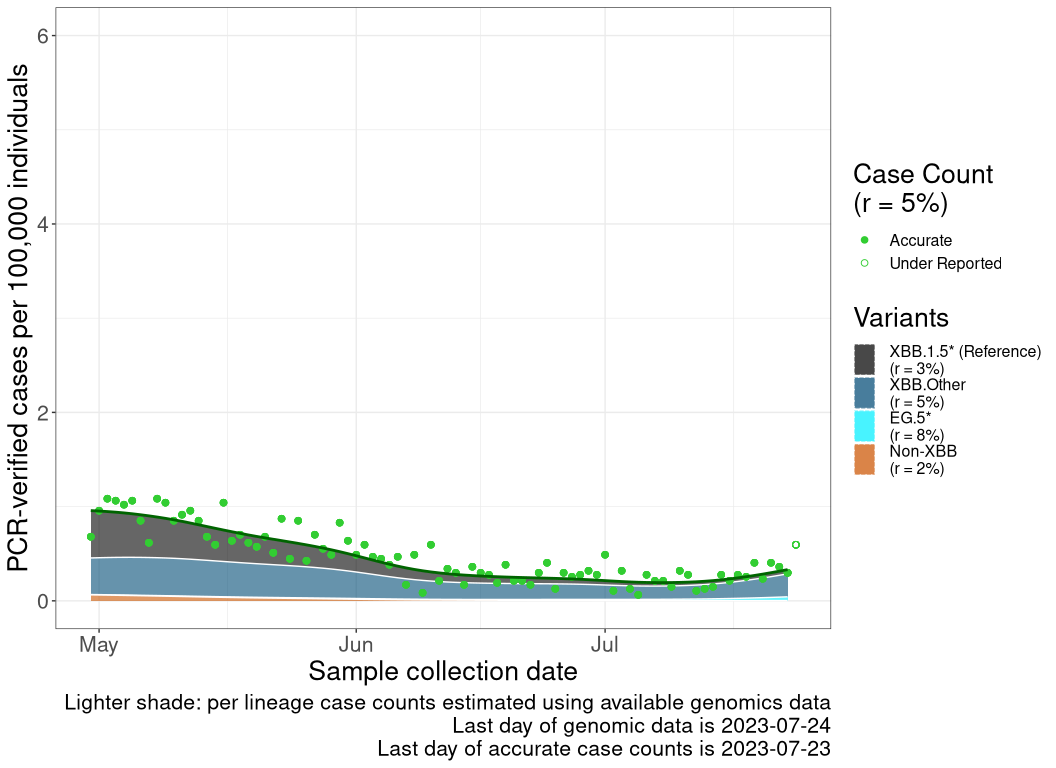 PCR-verified cases per 100,000 individuals
6
4
2
0
May
Jun
Jul
Sample collection date
Lighter shade: per lineage case counts estimated using available genomics data
Last day of genomic data is 2023-07-24
Last day of accurate case counts is 2023-07-23
Case Count
(r = 5%)
Accurate
Under Reported
Variants
XBB.1.5* (Reference)
(r = 3%)
XBB.Other
(r = 5%)
EG.5*
(r = 8%)
Non-XBB
(r = 2%)